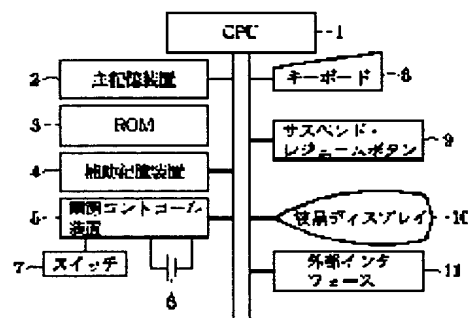 CPU
1
2
主記憶装置
キーボード
8
3
ROM
サスペンド・
レジュームボタン
9
4
補助記憶装置
5
電源コントロール
装置
液晶ディスプレイ
10
7
スイッチ
6
外部インタ
フェース
11